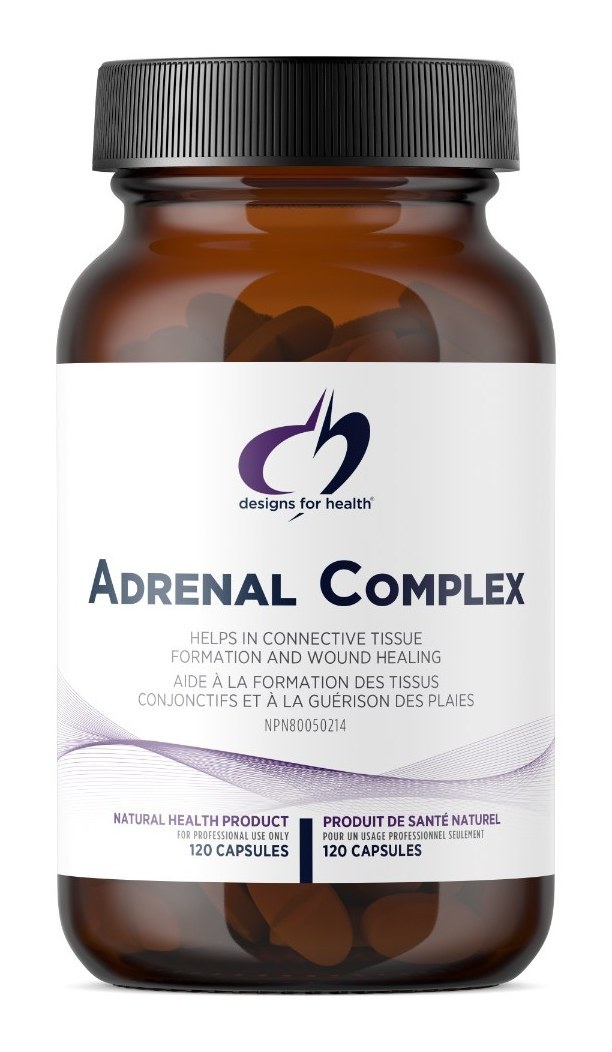 designs for health®
ADRENAL COMPLEX
HELPS IN CONNECTIVE TISSUE
FORMATION AND WOUND HEALING
AIDE À LA FORMATION DES TISSUS
CONJONCTIFS ET À LA GUÉRISON DES PLAIES
NPN80050214
NATURAL HEALTH PRODUCT
FOR PROFESSIONAL USE ONLY
120 CAPSULES
PRODUIT DE SANTÉ NATUREL
POUR UN USAGE PROFESSIONNEL SEULEMENT
120 CAPSULES